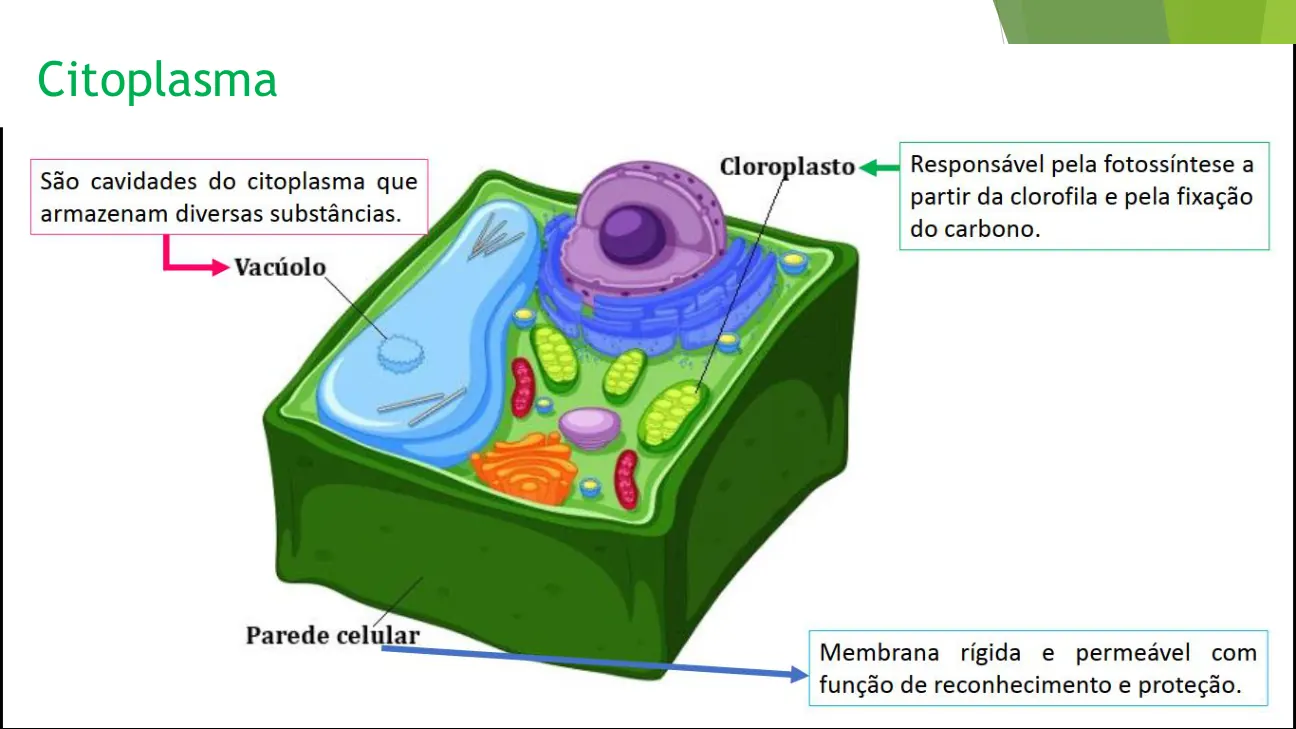 Citoplasma
São cavidades do citoplasma que
armazenam diversas substâncias.
Vacúolo
Cloroplasto
Responsável pela fotossíntese a
partir da clorofila e pela fixação
do carbono.
Parede celular
Membrana rígida e permeável com
função de reconhecimento e proteção.